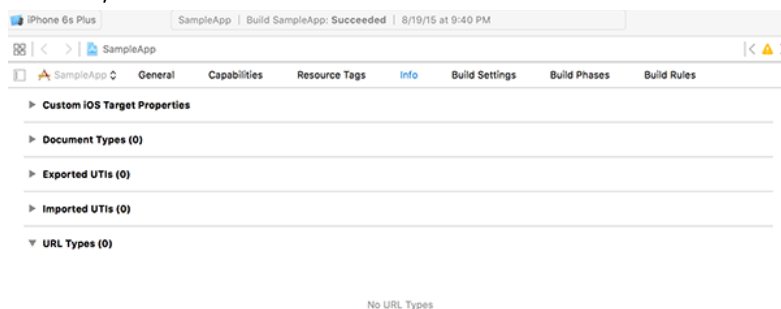 iPhone 6s Plus
SampleApp | Build SampleApp: Succeeded | 8/19/15 at 9:40 PM
SampleApp
SampleApp General Capabilities Resource Tags Info Build Settings Build Phases Build Rules
Custom iOS Target Properties
Document Types (0)
Exported UTIs (0)
Imported UTIs (0)
URL Types (0)
No URL Types